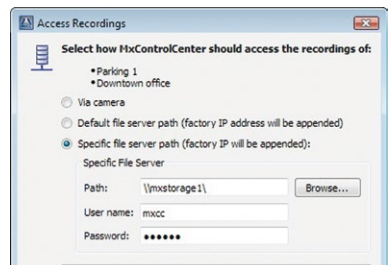 Access Recordings
Select how MxControlCenter should access the recordings of:
•Parking 1
•Downtown office
Via camera
Default file server path (factory IP address will be appended)
Specific file server path (factory IP will be appended):
Specific File Server
Path: \\mxstorage1\ Browse...
User name: mxcc
Password: ••••••